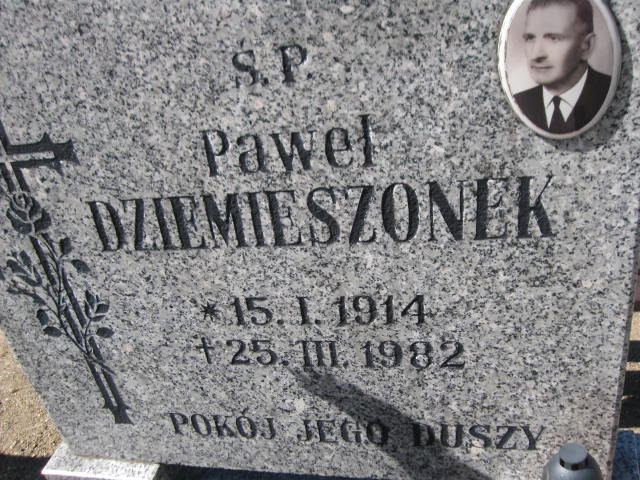 Ś.P.
Paweł
DZIEMIESZONEK
* 15. I. 1914
† 25. III. 1982
POKÓJ JEGO DUSZY